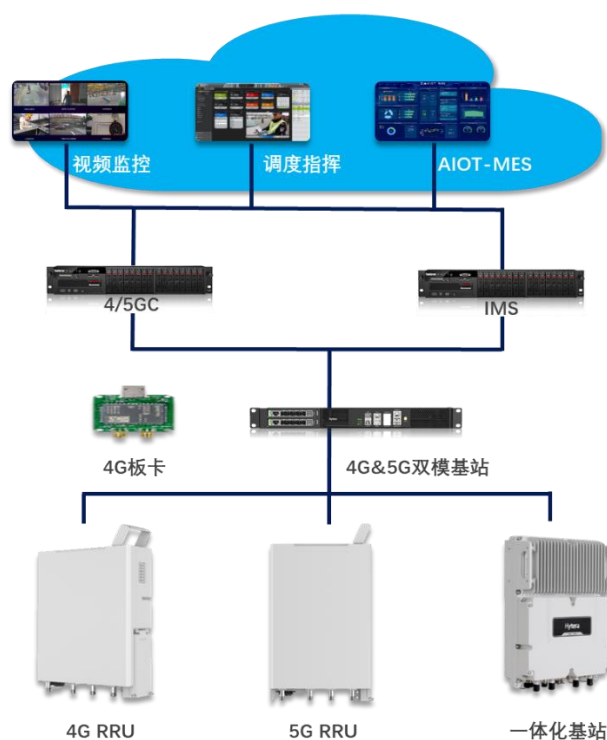 视频监控
调度指挥
AIOT-MES
4/5GC
IMS
4G板卡
4G&5G双模基站
Hytera
4G RRU
5G RRU
一体化基站